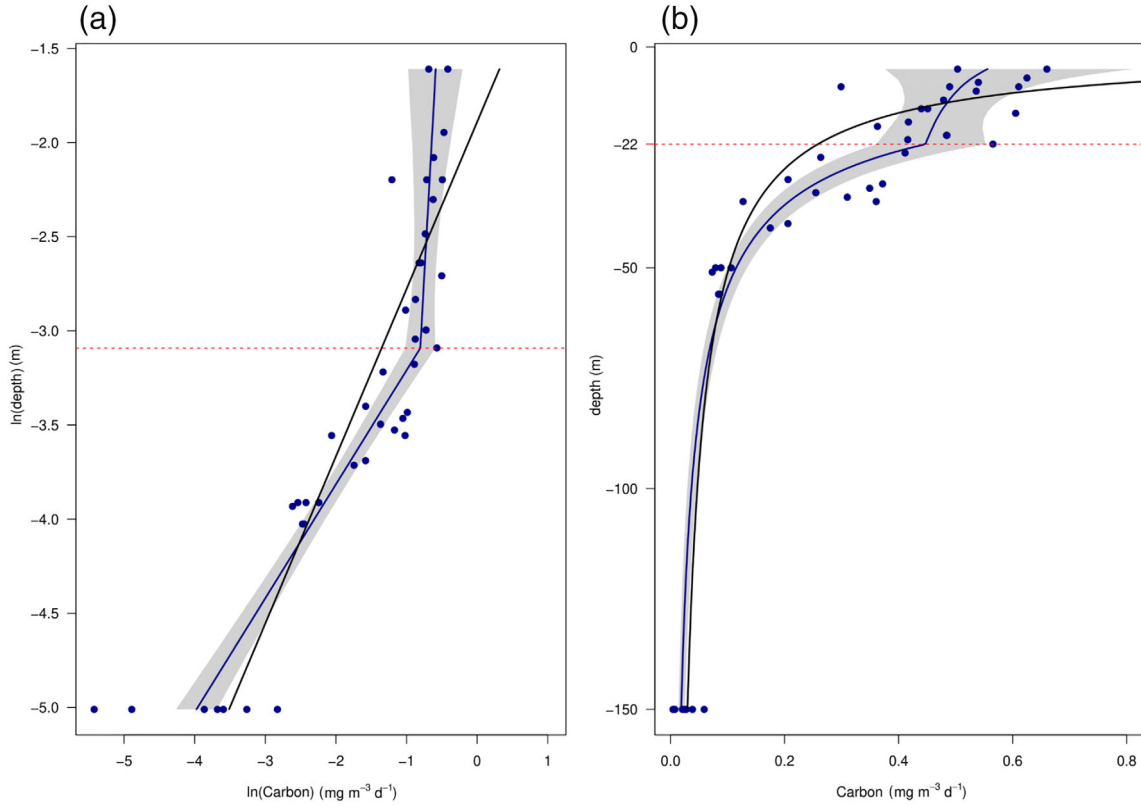 (a)
−1.5
−2.0
−2.5
−3.0
−3.5
−4.0
−4.5
−5.0
ln(depth) (m)
−5 −4 −3 −2 −1 0 1
ln(Carbon) (mg m⁻³ d⁻¹)
(b)
0
−22
−50
−100
−150
depth (m)
0.0 0.2 0.4 0.6 0.8
Carbon (mg m⁻³ d⁻¹)